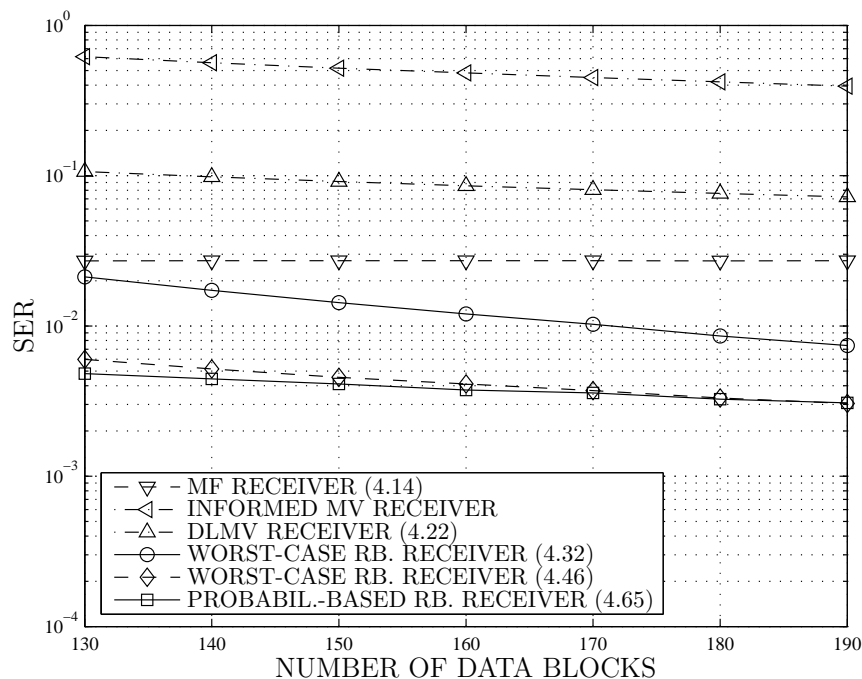 10^0
10^-1
10^-2
10^-3
10^-4
SER
MF RECEIVER (4.14)
INFORMED MV RECEIVER
DLMV RECEIVER (4.22)
WORST-CASE RB. RECEIVER (4.32)
WORST-CASE RB. RECEIVER (4.46)
PROBABIL.-BASED RB. RECEIVER (4.65)
130 140 150 160 170 180 190
NUMBER OF DATA BLOCKS